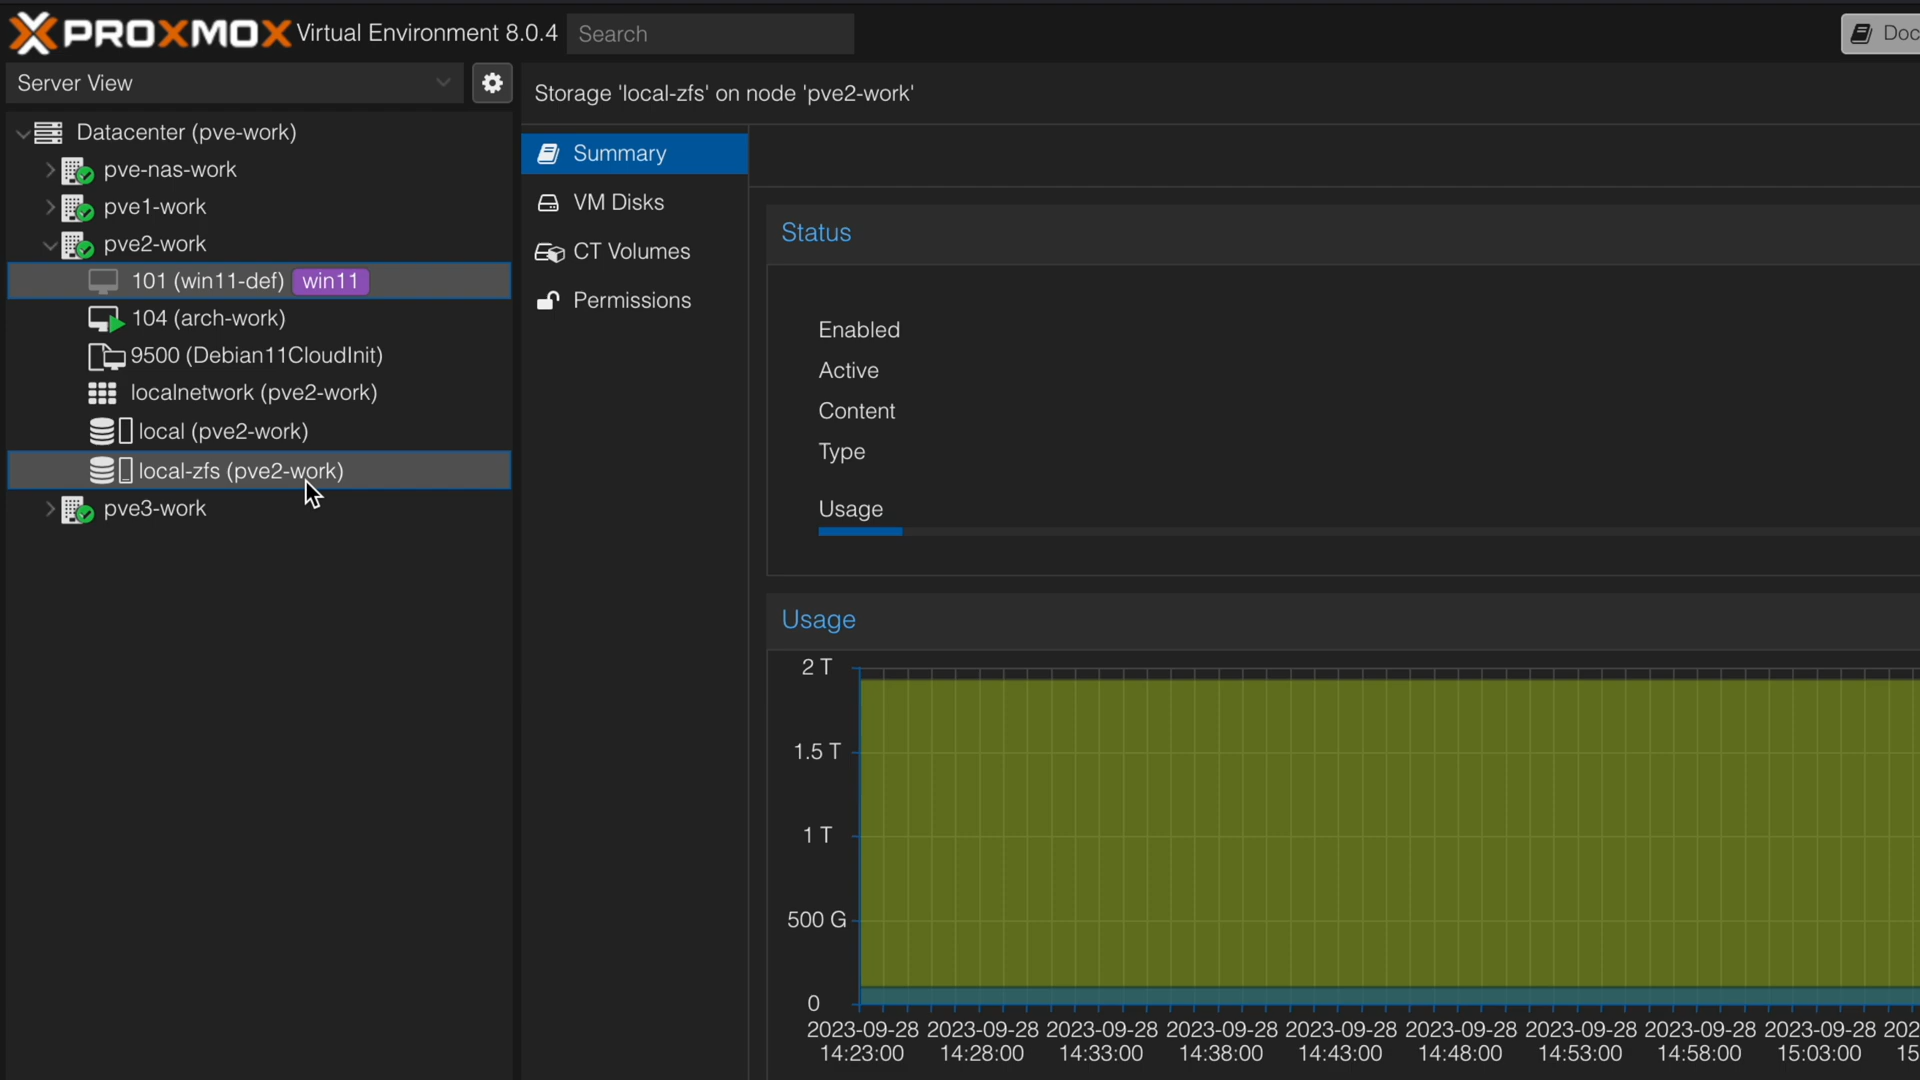 PROXMOX Virtual Environment 8.0.4 Search Doc
Server View
Storage 'local-zfs' on node 'pve2-work'
Datacenter (pve-work)
pve-nas-work
pve1-work
pve2-work
101 (win11-def) win11
104 (arch-work)
9500 (Debian11CloudInit)
localnetwork (pve2-work)
local (pve2-work)
local-zfs (pve2-work)
pve3-work
Summary
VM Disks
CT Volumes
Permissions
Status
Enabled
Active
Content
Type
Usage
Usage
2 T
1.5 T
1 T
500 G
0
2023-09-28 2023-09-28 2023-09-28 2023-09-28 2023-09-28 2023-09-28 2023-09-28 2023-09-28 2023-09-28 202
14:23:00 14:28:00 14:33:00 14:38:00 14:43:00 14:48:00 14:53:00 14:58:00 15:03:00 15